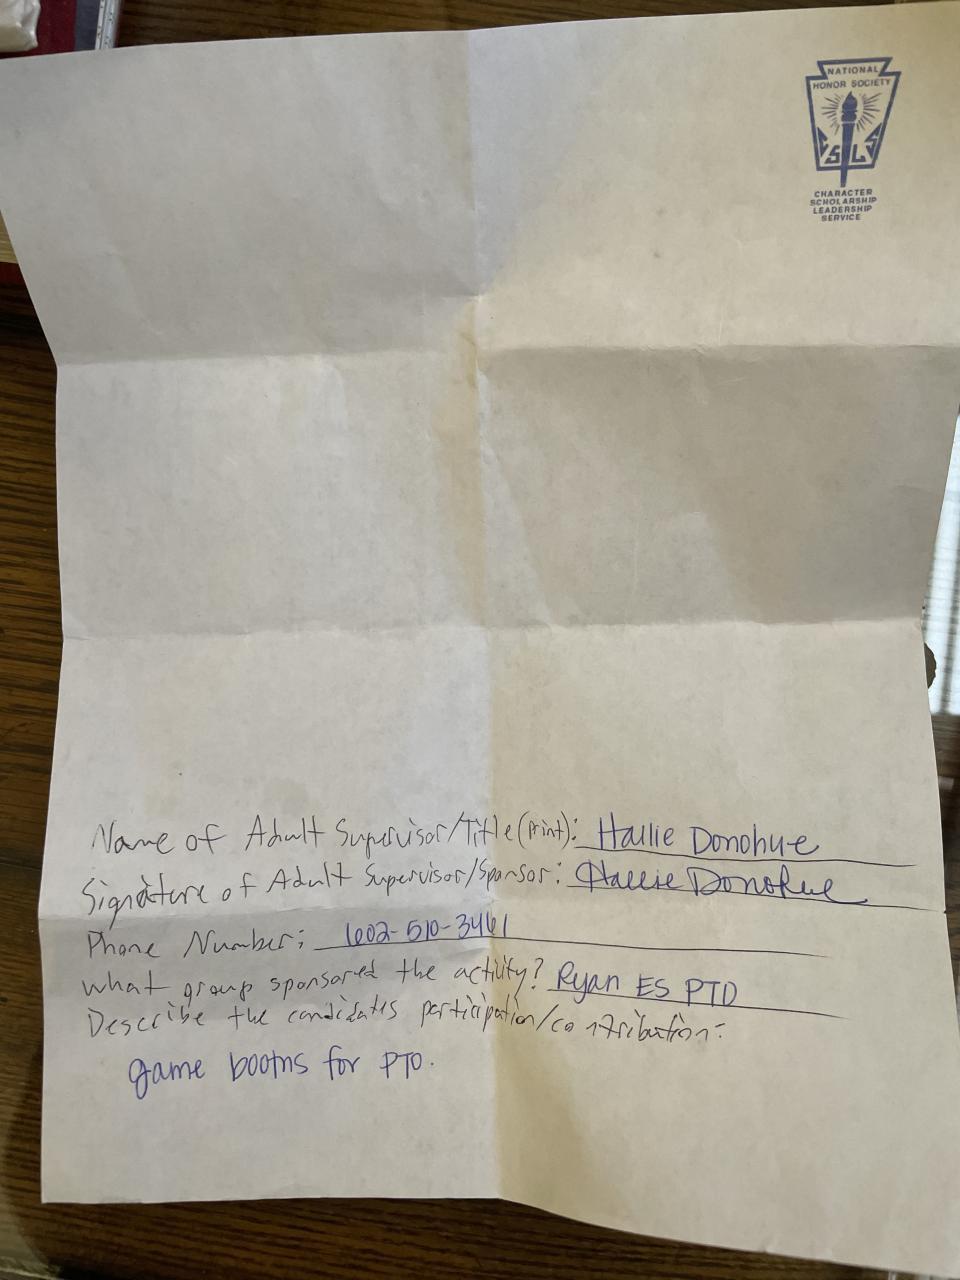 NATIONAL
HONOR SOCIETY
C S L S
CHARACTER
SCHOLARSHIP
LEADERSHIP
SERVICE
Name of Adult Supervisor/Title (print): Hallie Donohue
Signature of Adult Supervisor/Sponsor: Hallie Donohue
Phone Number: 602-510-3461
what group sponsored the activity? Ryan ES PTO
Describe the candidates participation/contribution:
game booths for PTO.